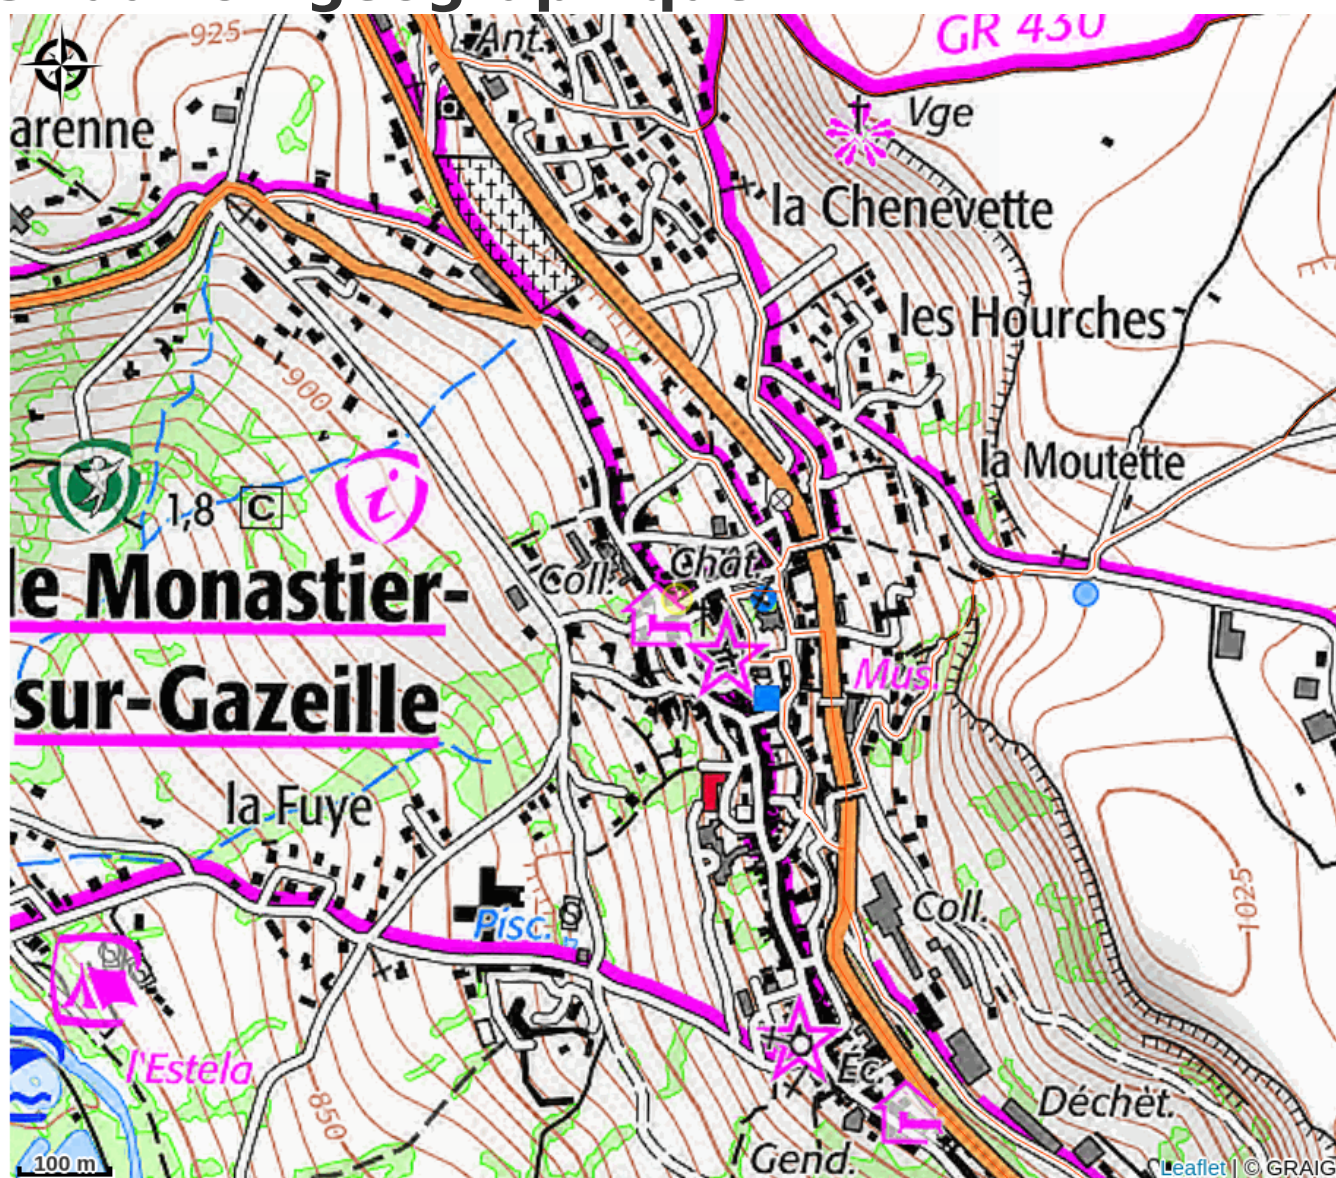 GR 430
925
Ant.
Vge
arenne
la Chenevette
les Hourches
900
la Moutette
1,8 C
Chât.
Coll.
le Monastier-
sur-Gazeille
Mus.
la Fuye
1025
Coll.
Pisc.
S
l'Estela
Éc.
850
Déchèt.
Gend.
100 m
Leaflet | © GRAIG